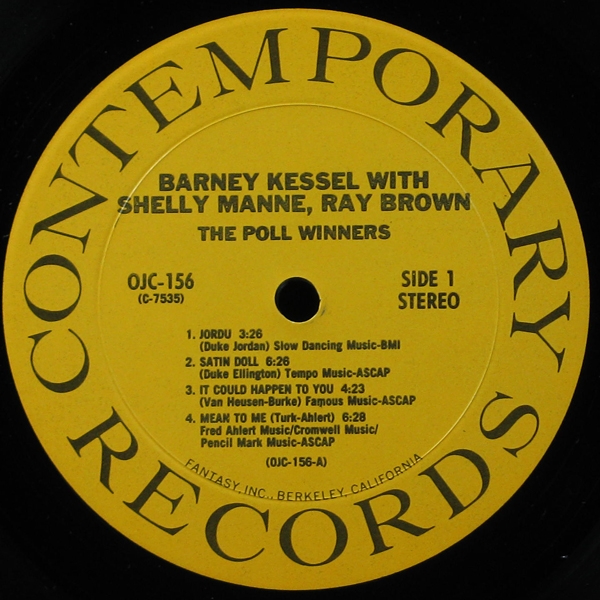 CONTEMPORARY RECORDS
BARNEY KESSEL WITH
SHELLY MANNE, RAY BROWN
THE POLL WINNERS
OJC-156
(C-7535)
SiDE 1
STEREO
1. JORDU 3:26
(Duke Jordan) Slow Dancing Music-BMI
2. SATIN DOLL 6:26
(Duke Ellington) Tempo Music-ASCAP
3. IT COULD HAPPEN TO YOU 4:23
(Van Heusen-Burke) Famous Music-ASCAP
4. MEAN TO ME (Turk-Ahlert) 6:28
Fred Ahlert Music/Cromwell Music/
Pencil Mark Music-ASCAP
(OJC-156-A)
FANTASY, INC., BERKELEY, CALIFORNIA